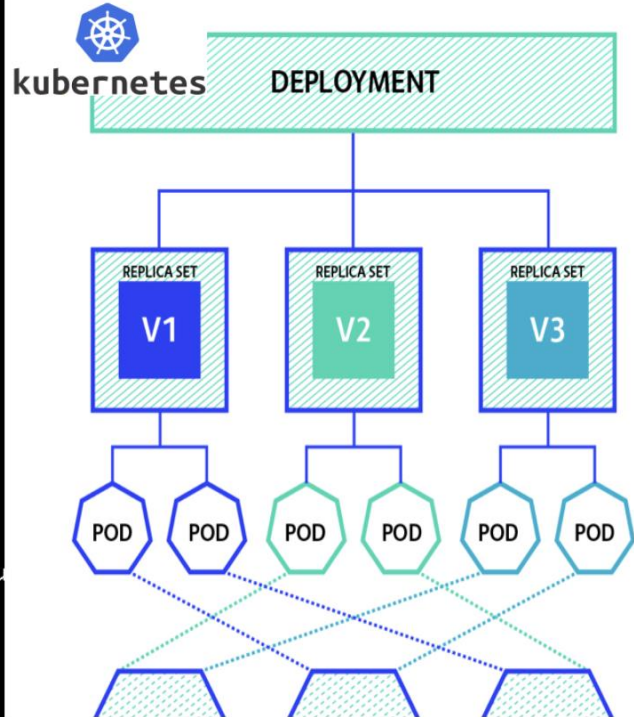 kubernetes
DEPLOYMENT
REPLICA SET
V1
REPLICA SET
V2
REPLICA SET
V3
POD
POD
POD
POD
POD
POD